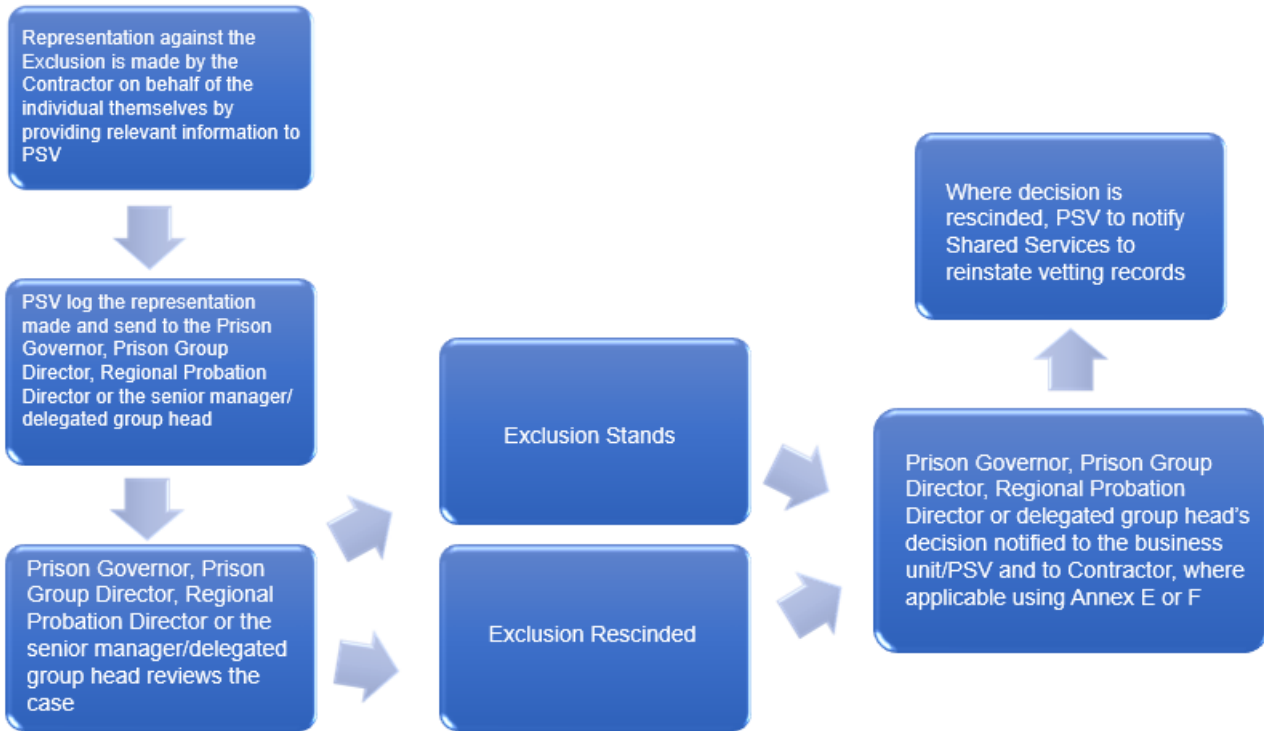 Representation against the
Exclusion is made by the
Contractor on behalf of the
individual themselves by
providing relevant information to
PSV
PSV log the representation
made and send to the Prison
Governor, Prison Group
Director, Regional Probation
Director or the senior manager/
delegated group head
Prison Governor, Prison
Group Director, Regional
Probation Director or the
senior manager/delegated
group head reviews the
case
Exclusion Stands
Exclusion Rescinded
Prison Governor, Prison Group
Director, Regional Probation
Director or delegated group head’s
decision notified to the business
unit/PSV and to Contractor, where
applicable using Annex E or F
Where decision is
rescinded, PSV to notify
Shared Services to
reinstate vetting records